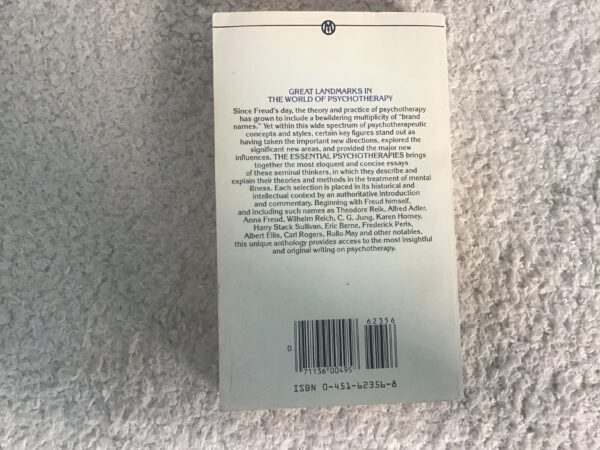 GREAT LANDMARKS IN
THE WORLD OF PSYCHOTHERAPY
Since Freud's day, the theory and practice of psychotherapy
has grown to include a bewildering multiplicity of "brand
names." Yet within this wide spectrum of psychotherapeutic
concepts and styles, certain key figures stand out as
having taken the important new directions, explored the
significant new areas, and provided the major new
influences. THE ESSENTIAL PSYCHOTHERAPIES brings
together the most eloquent and concise essays
of these seminal thinkers, in which they describe and
explain their theories and methods in the treatment of mental
illness. Each selection is placed in its historical and
intellectual context by an authoritative introduction
and commentary. Beginning with Freud himself,
and including such names as Theodore Reik, Alfred Adler,
Anna Freud, Wilhelm Reich, C. G. Jung, Karen Horney,
Harry Stack Sullivan, Eric Berne, Frederick Perls,
Albert Ellis, Carl Rogers, Rollo May and other notables,
this unique anthology provides access to the most insightful
and original writing on psychotherapy.
62356
0
71136 00495
ISBN 0-451-62356-8